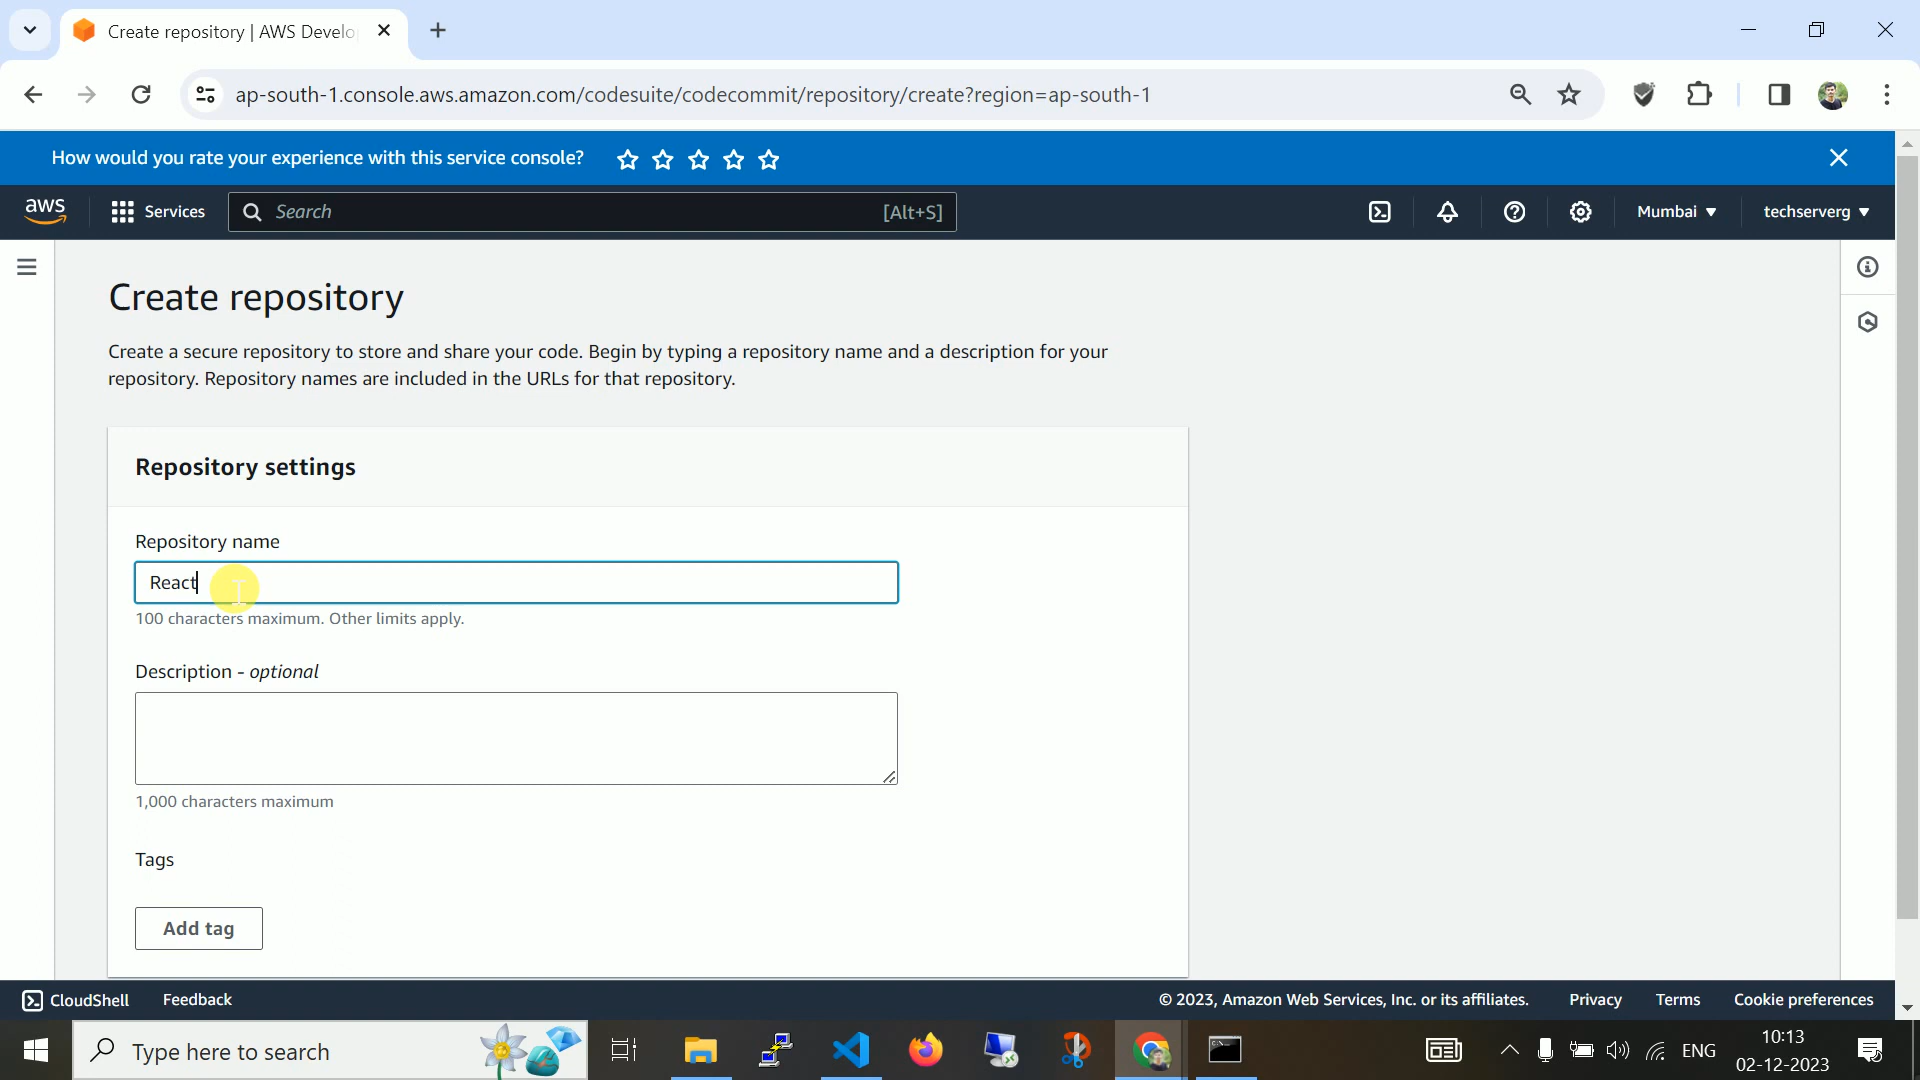 Create repository | AWS Develo
ap-south-1.console.aws.amazon.com/codesuite/codecommit/repository/create?region=ap-south-1
How would you rate your experience with this service console?
aws
Services
Search
[Alt+S]
Mumbai
techserverg
Create repository
Create a secure repository to store and share your code. Begin by typing a repository name and a description for your
repository. Repository names are included in the URLs for that repository.
Repository settings
Repository name
React
100 characters maximum. Other limits apply.
Description - optional
1,000 characters maximum
Tags
Add tag
CloudShell
Feedback
© 2023, Amazon Web Services, Inc. or its affiliates.
Privacy
Terms
Cookie preferences
Type here to search
ENG
10:13
02-12-2023